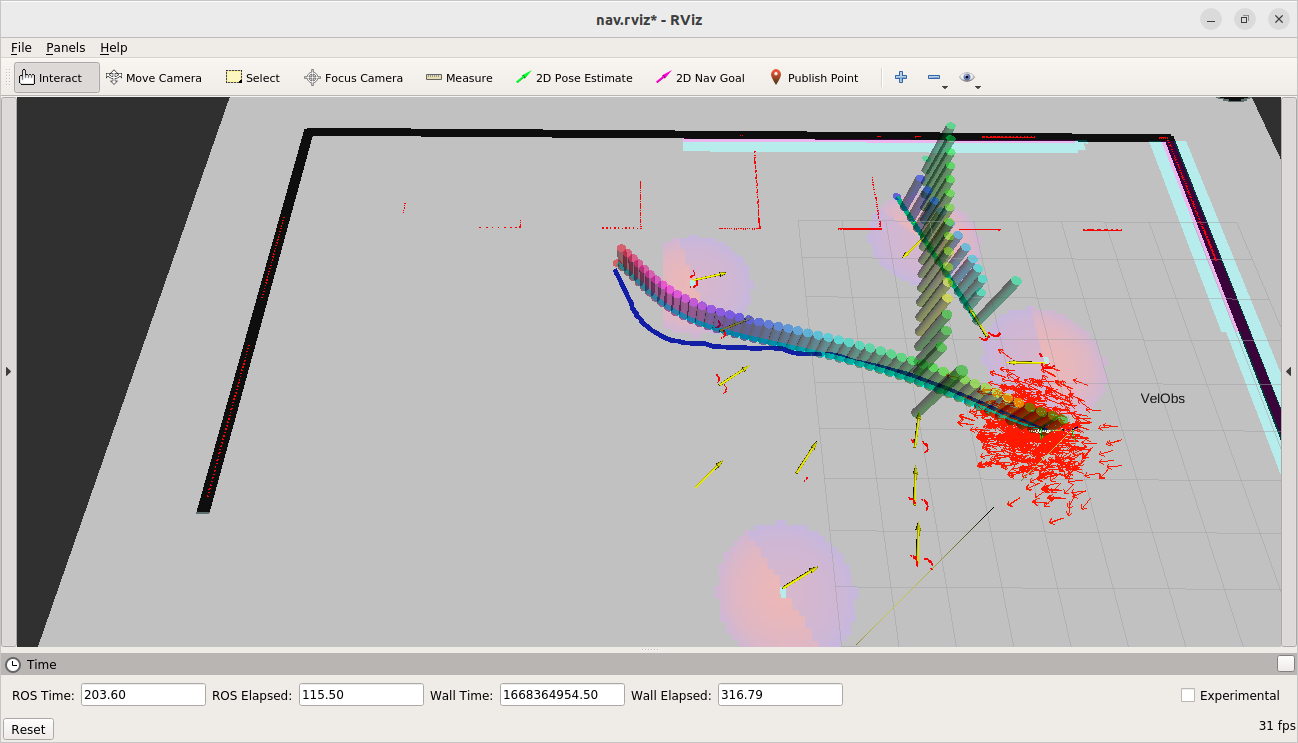 nav.rviz* - RViz
File Panels Help
Interact Move Camera Select Focus Camera Measure 2D Pose Estimate 2D Nav Goal Publish Point
VelObs
Time
ROS Time: 203.60 ROS Elapsed: 115.50 Wall Time: 1668364954.50 Wall Elapsed: 316.79 Experimental
Reset 31 fps